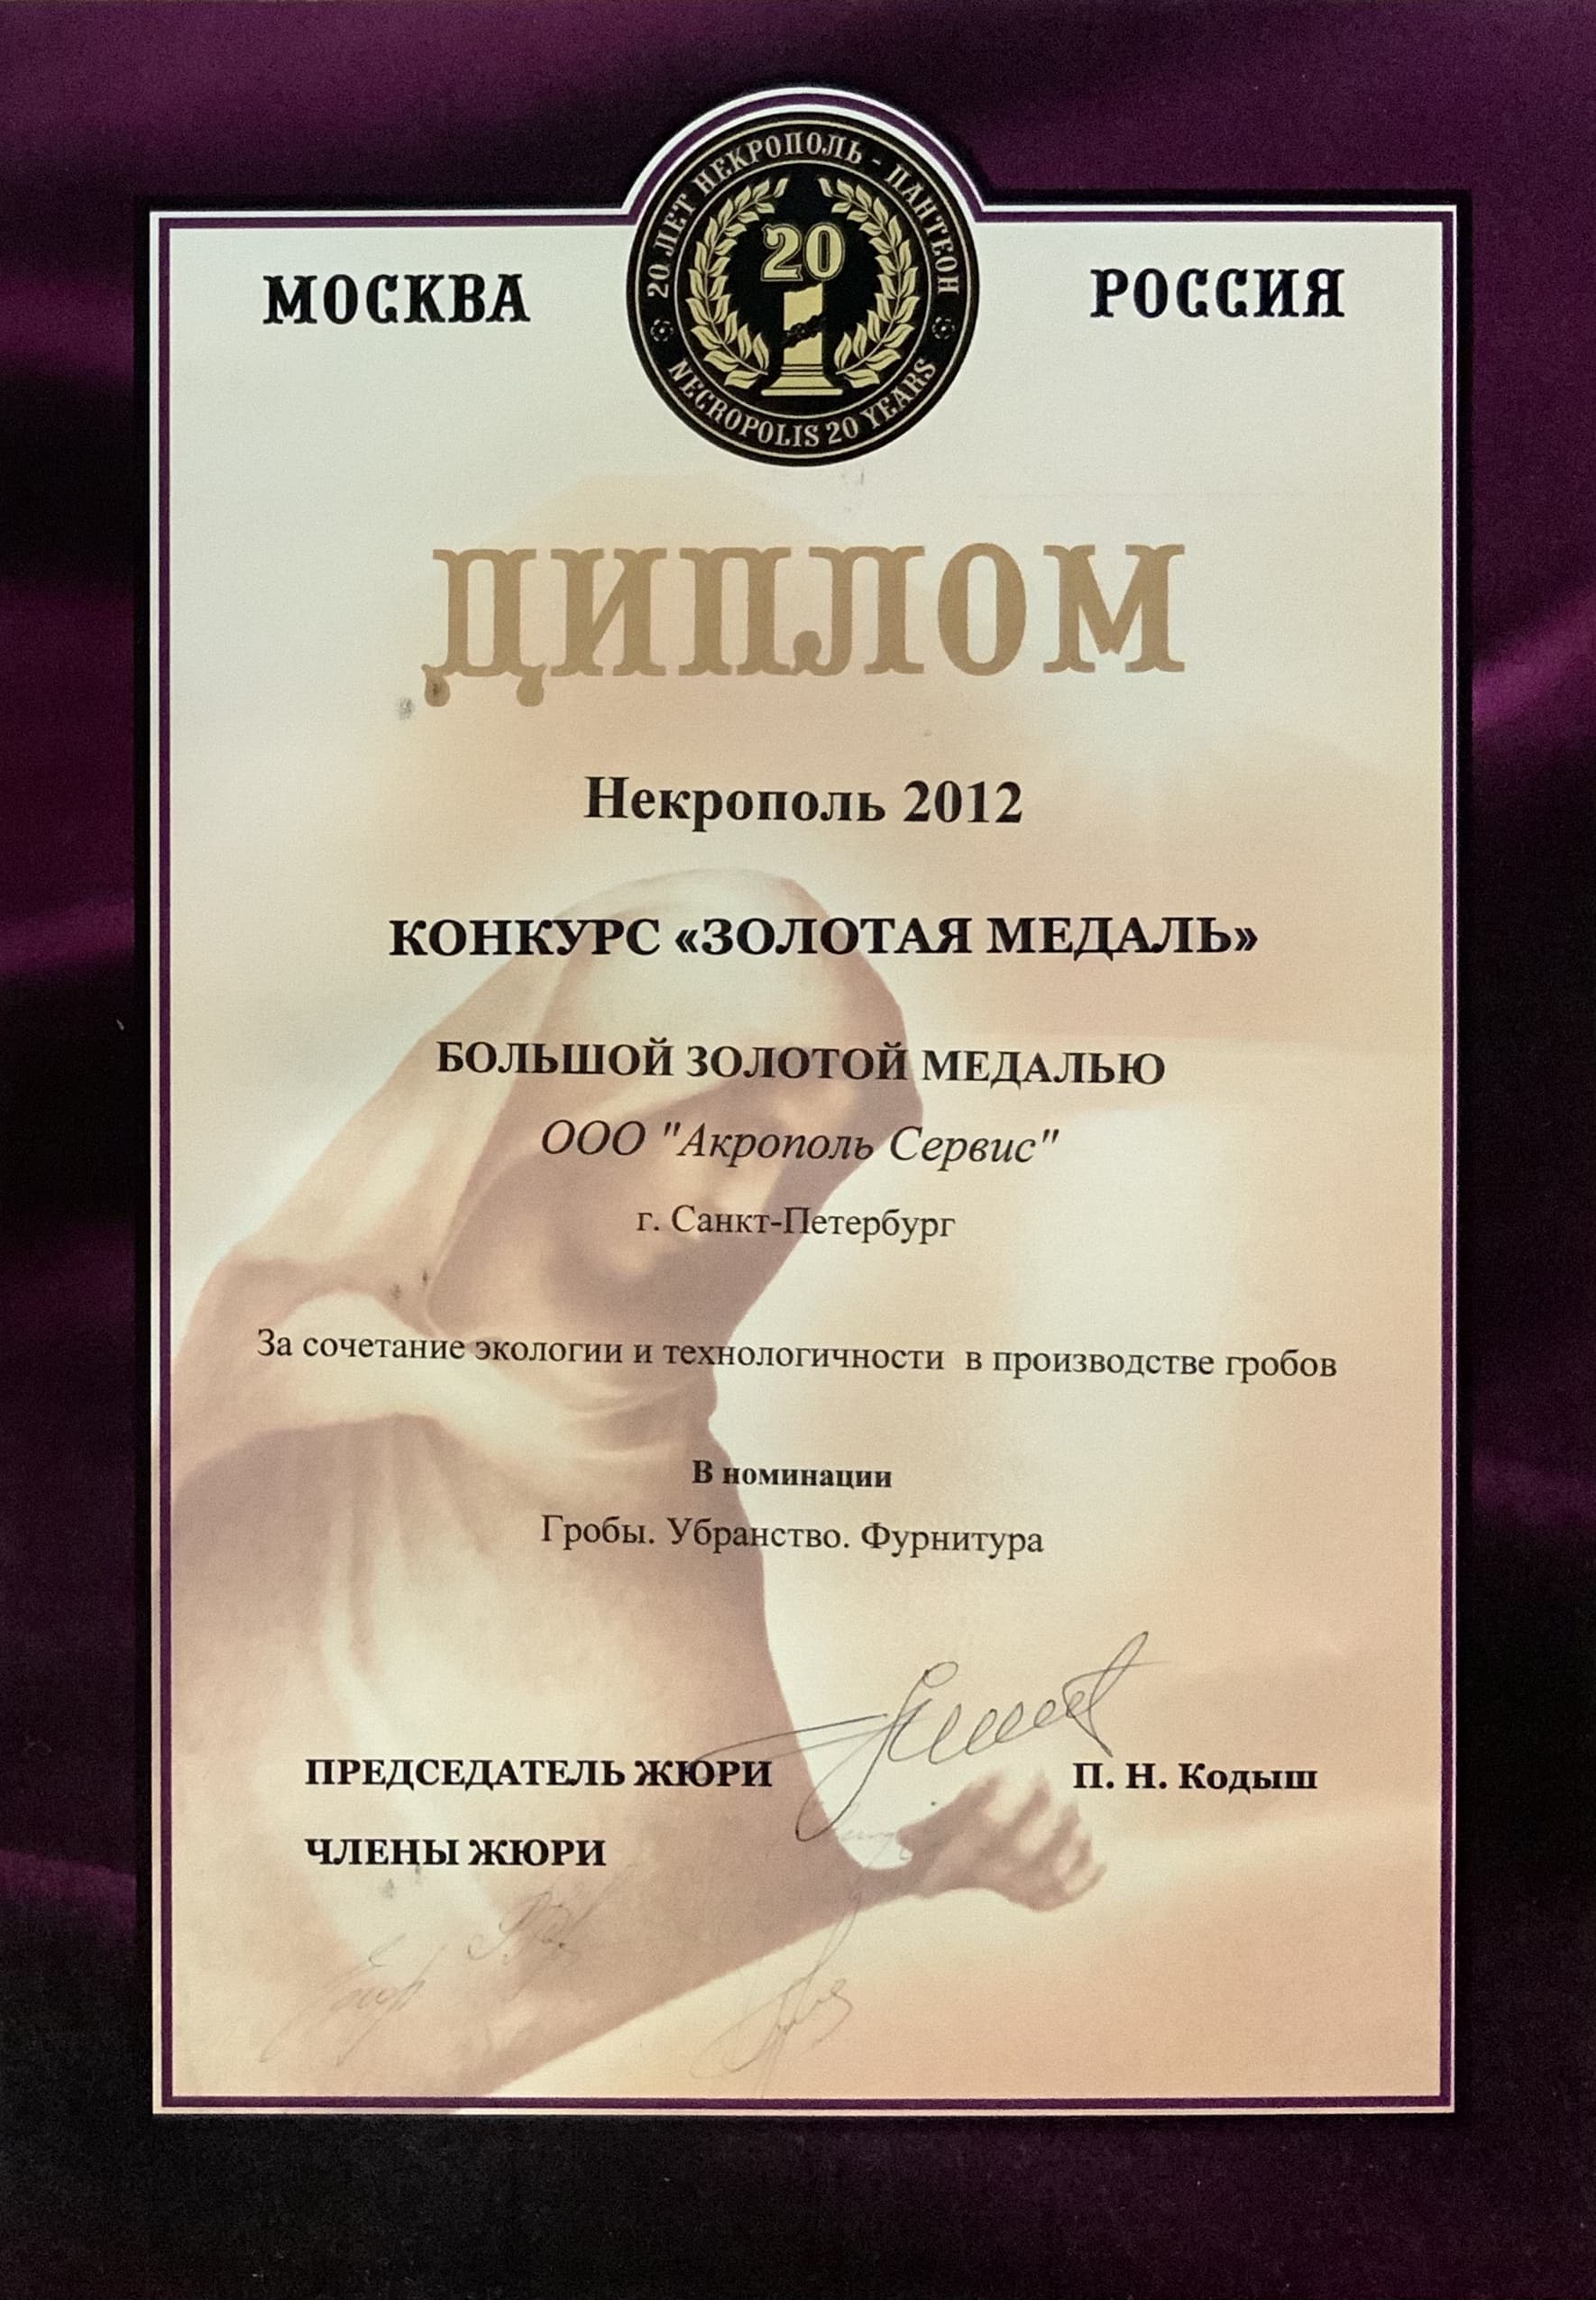 20 ЛЕТ НЕКРОПОЛЬ - ПАНТЕОН
20
NECROPOLIS 20 YEARS
МОСКВА
РОССИЯ
ДИПЛОМ
Некрополь 2012
КОНКУРС «ЗОЛОТАЯ МЕДАЛЬ»
БОЛЬШОЙ ЗОЛОТОЙ МЕДАЛЬЮ
ООО "Акрополь Сервис"
г. Санкт-Петербург
За сочетание экологии и технологичности в производстве гробов
В номинации
Гробы. Убранство. Фурнитура
ПРЕДСЕДАТЕЛЬ ЖЮРИ П. Н. Кодыш
ЧЛЕНЫ ЖЮРИ